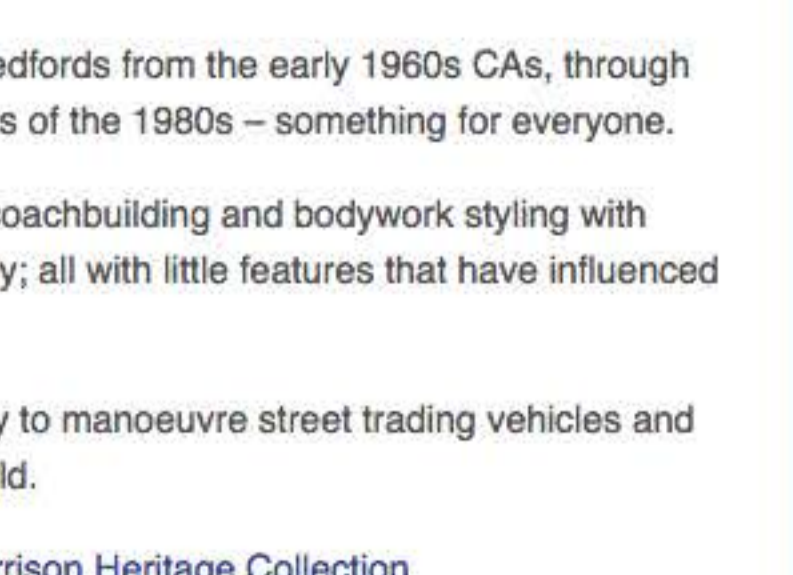 edfords from the early 1960s CAs, through
s of the 1980s – something for everyone.
oachbuilding and bodywork styling with
y; all with little features that have influenced
y to manoeuvre street trading vehicles and
ld.
rrison Heritage Collection